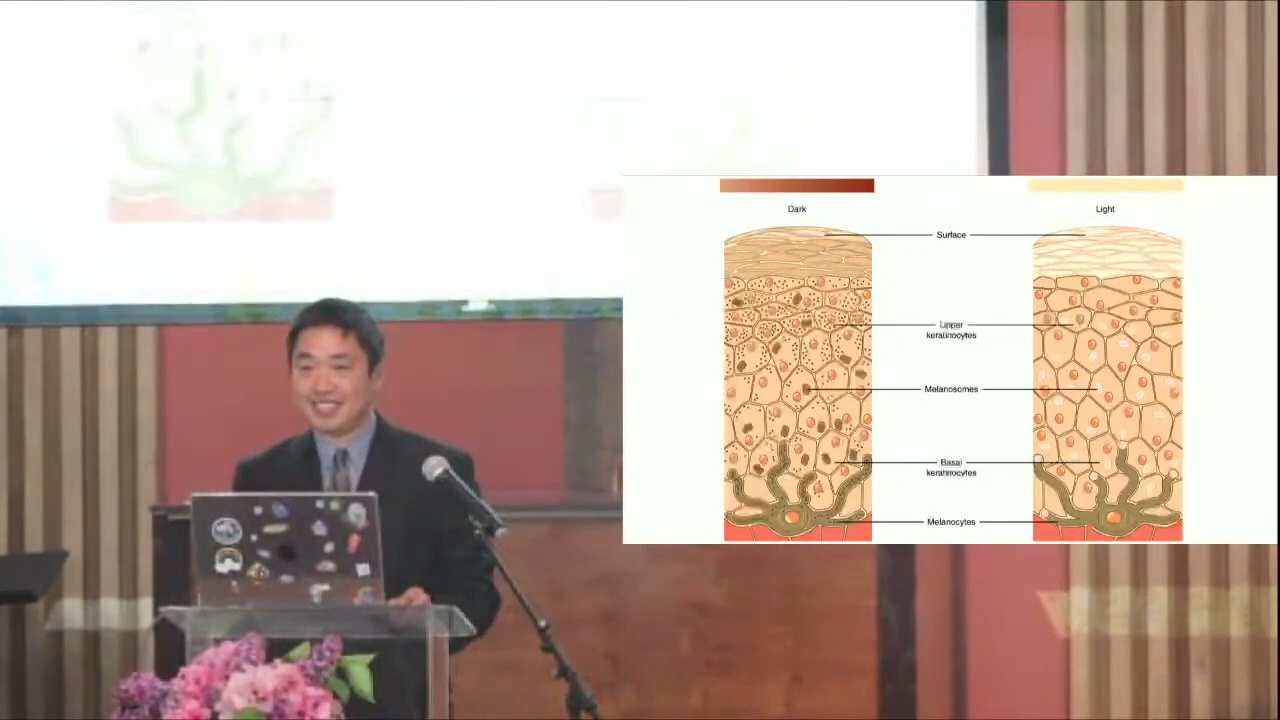 Dark
Light
Surface
Upper
keratinocytes
Melanosomes
Basal
keratinocytes
Melanocytes